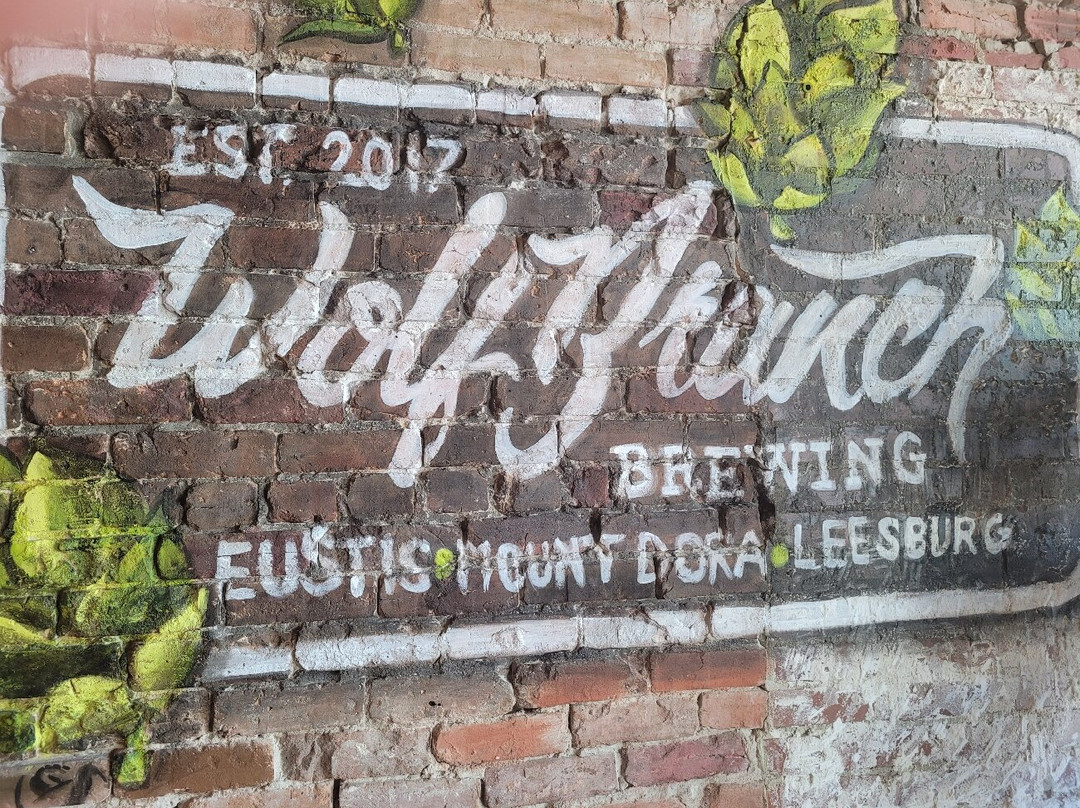 EST. 2017
Wolf Branch
BREWING
EUSTIS • MOUNT DORA • LEESBURG